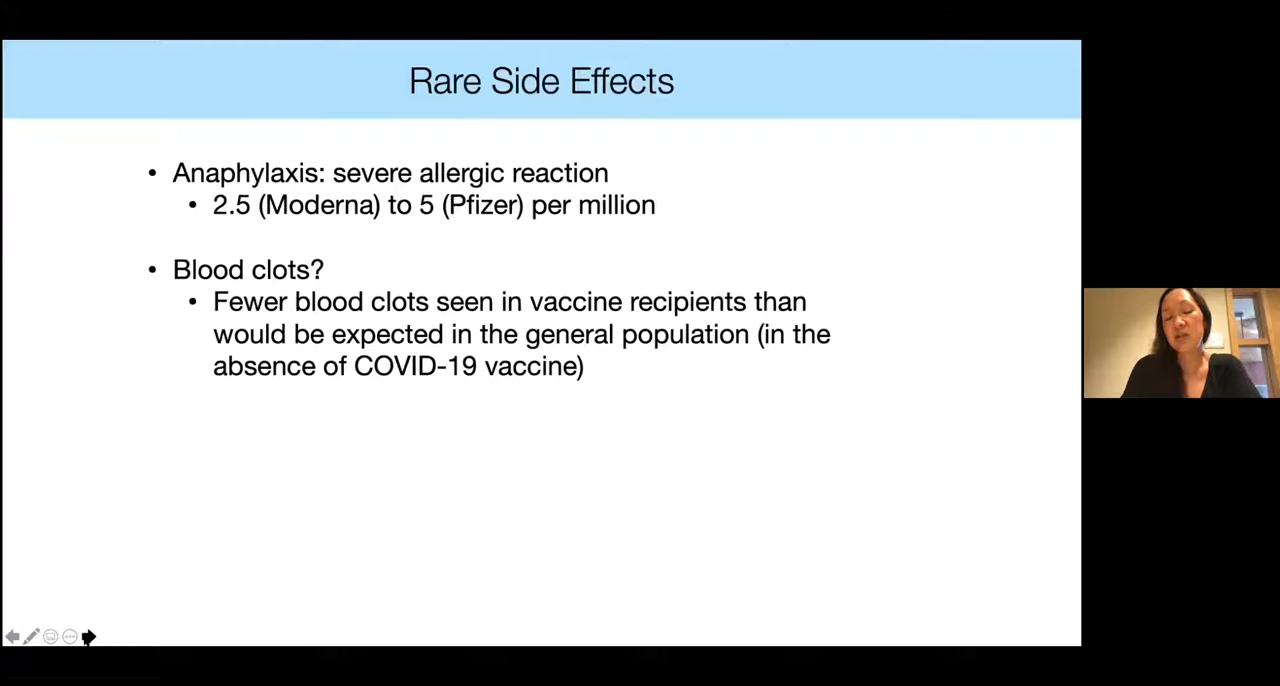 Rare Side Effects
• Anaphylaxis: severe allergic reaction
• 2.5 (Moderna) to 5 (Pfizer) per million
• Blood clots?
• Fewer blood clots seen in vaccine recipients than
would be expected in the general population (in the
absence of COVID-19 vaccine)